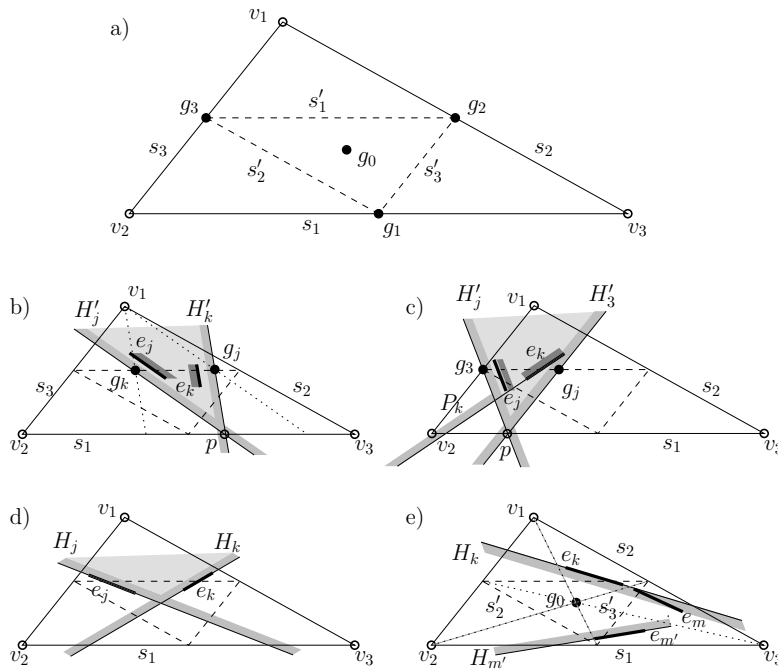 a)
v₁
g₃
s′₁
g₂
s₃
g₀
s₂
s′₂
s′₃
v₂
s₁
g₁
v₃
b)
v₁
H′ⱼ
H′ₖ
eⱼ
gⱼ
s₃
gₖ
eₖ
s₂
v₂
s₁
p
v₃
c)
H′ⱼ
v₁
H′₃
eₖ
g₃
gⱼ
s₂
Pₖ
eⱼ
v₂
p
s₁
v₃
d)
v₁
Hⱼ
Hₖ
eⱼ
eₖ
v₂
s₁
v₃
e)
v₁
Hₖ
eₖ
s₂
s′₂
g₀
s′₃
eₘ
v₂
Hₘ′
s₁
eₘ′
v₃